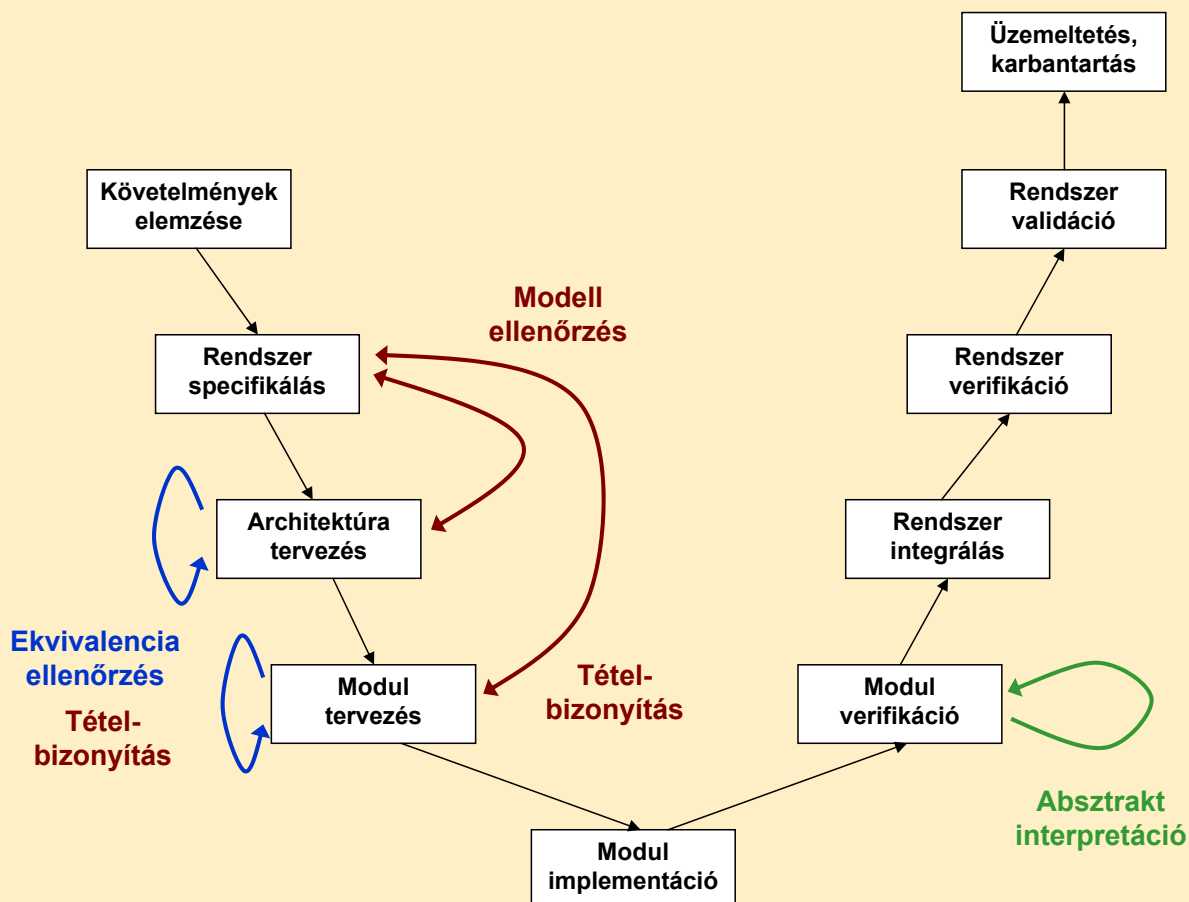 Üzemeltetés,
karbantartás
Követelmények
elemzése
Rendszer
validáció
Modell
ellenőrzés
Rendszer
specifikálás
Rendszer
verifikáció
Architektúra
tervezés
Rendszer
integrálás
Ekvivalencia
ellenőrzés
Tétel-
bizonyítás
Modul
tervezés
Tétel-
bizonyítás
Modul
verifikáció
Absztrakt
interpretáció
Modul
implementáció